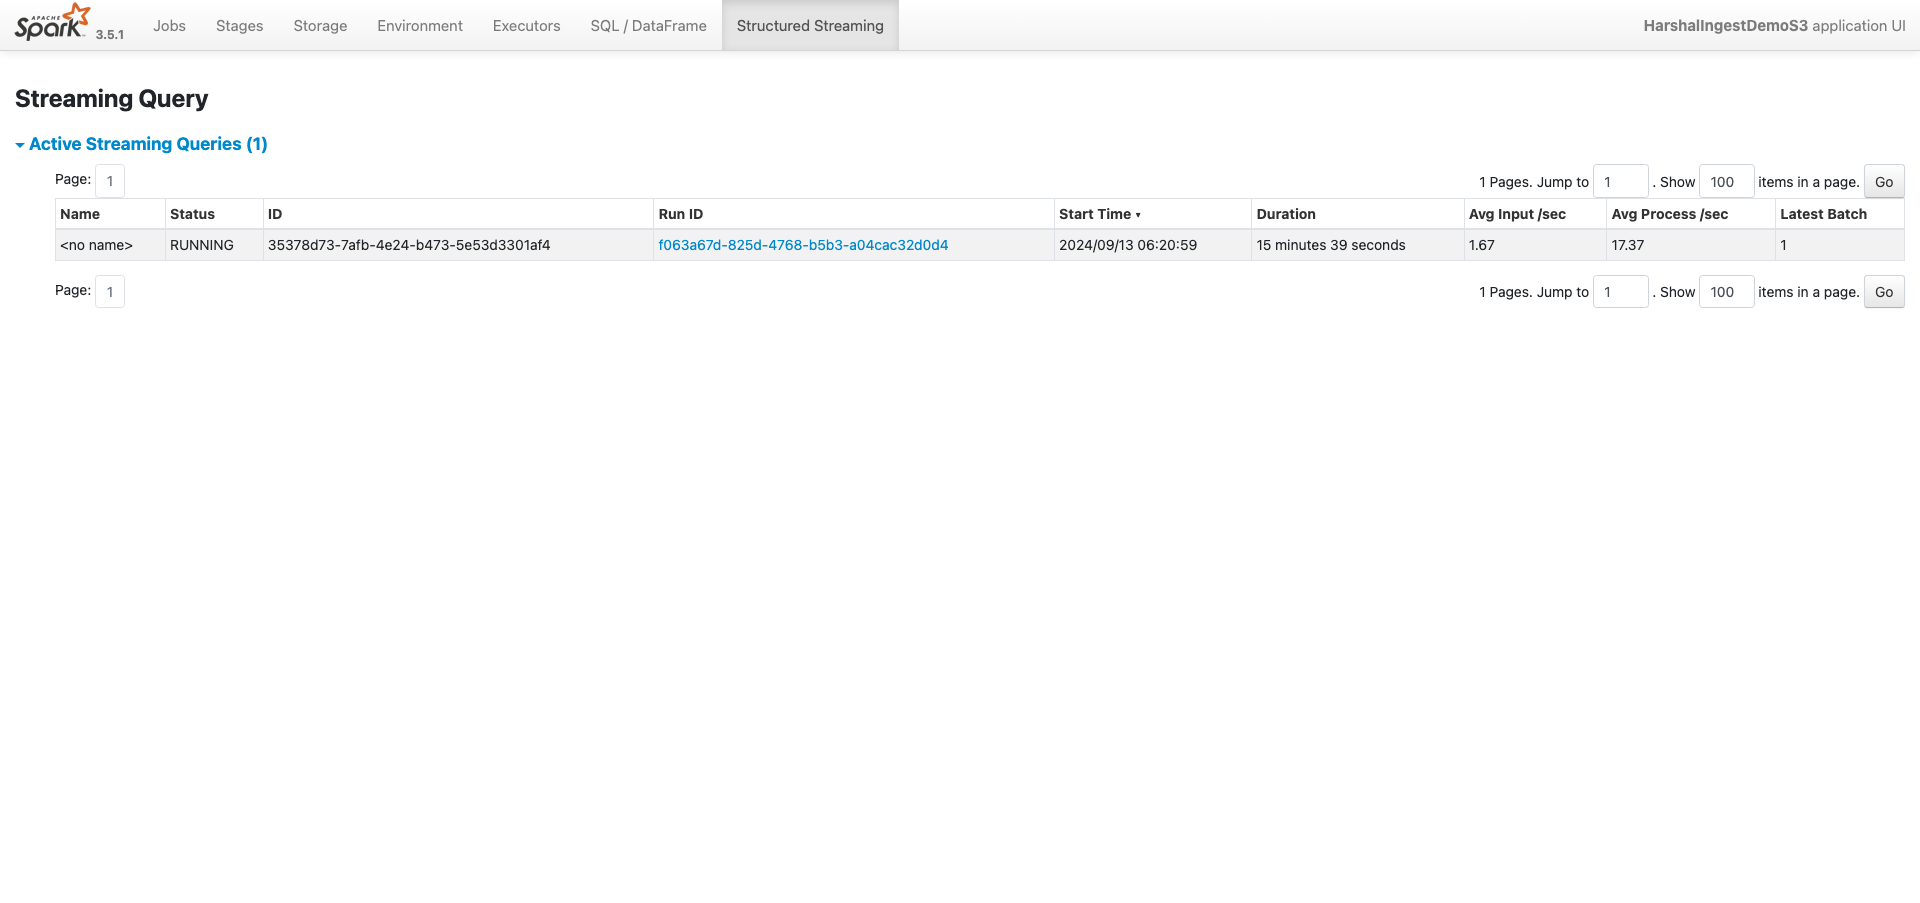 APACHE Spark 3.5.1 Jobs Stages Storage Environment Executors SQL / DataFrame Structured Streaming HarshalIngestDemoS3 application UI
Streaming Query
Active Streaming Queries (1)
Page: 1 1 Pages. Jump to 1 . Show 100 items in a page. Go
Name Status ID Run ID Start Time ▾ Duration Avg Input /sec Avg Process /sec Latest Batch
<no name> RUNNING 35378d73-7afb-4e24-b473-5e53d3301af4 f063a67d-825d-4768-b5b3-a04cac32d0d4 2024/09/13 06:20:59 15 minutes 39 seconds 1.67 17.37 1
Page: 1 1 Pages. Jump to 1 . Show 100 items in a page. Go